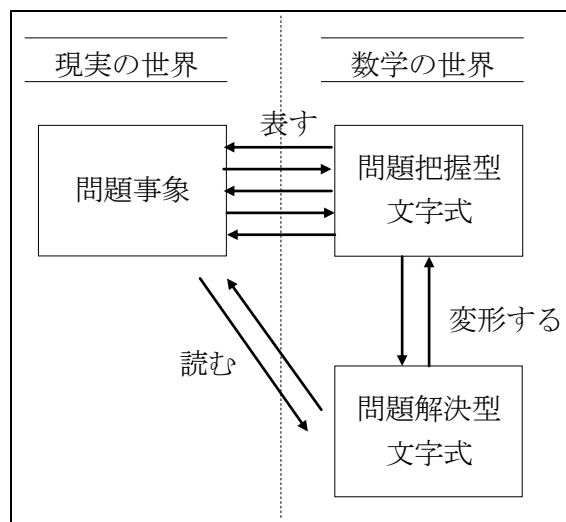 現実の世界
数学の世界
表す
問題事象
問題把握型
文字式
変形する
読む
問題解決型
文字式